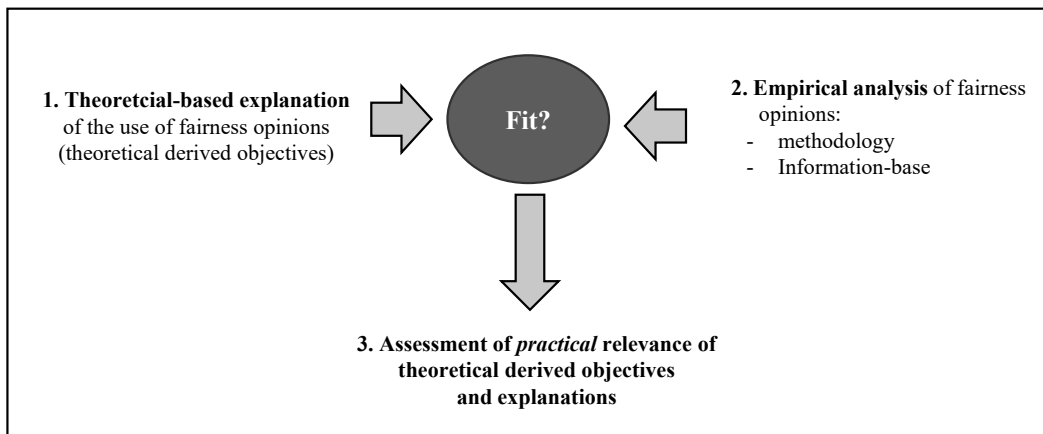 1. Theoretcial-based explanation
of the use of fairness opinions
(theoretical derived objectives)
Fit?
2. Empirical analysis of fairness
opinions:
- methodology
- Information-base
3. Assessment of practical relevance of
theoretical derived objectives
and explanations